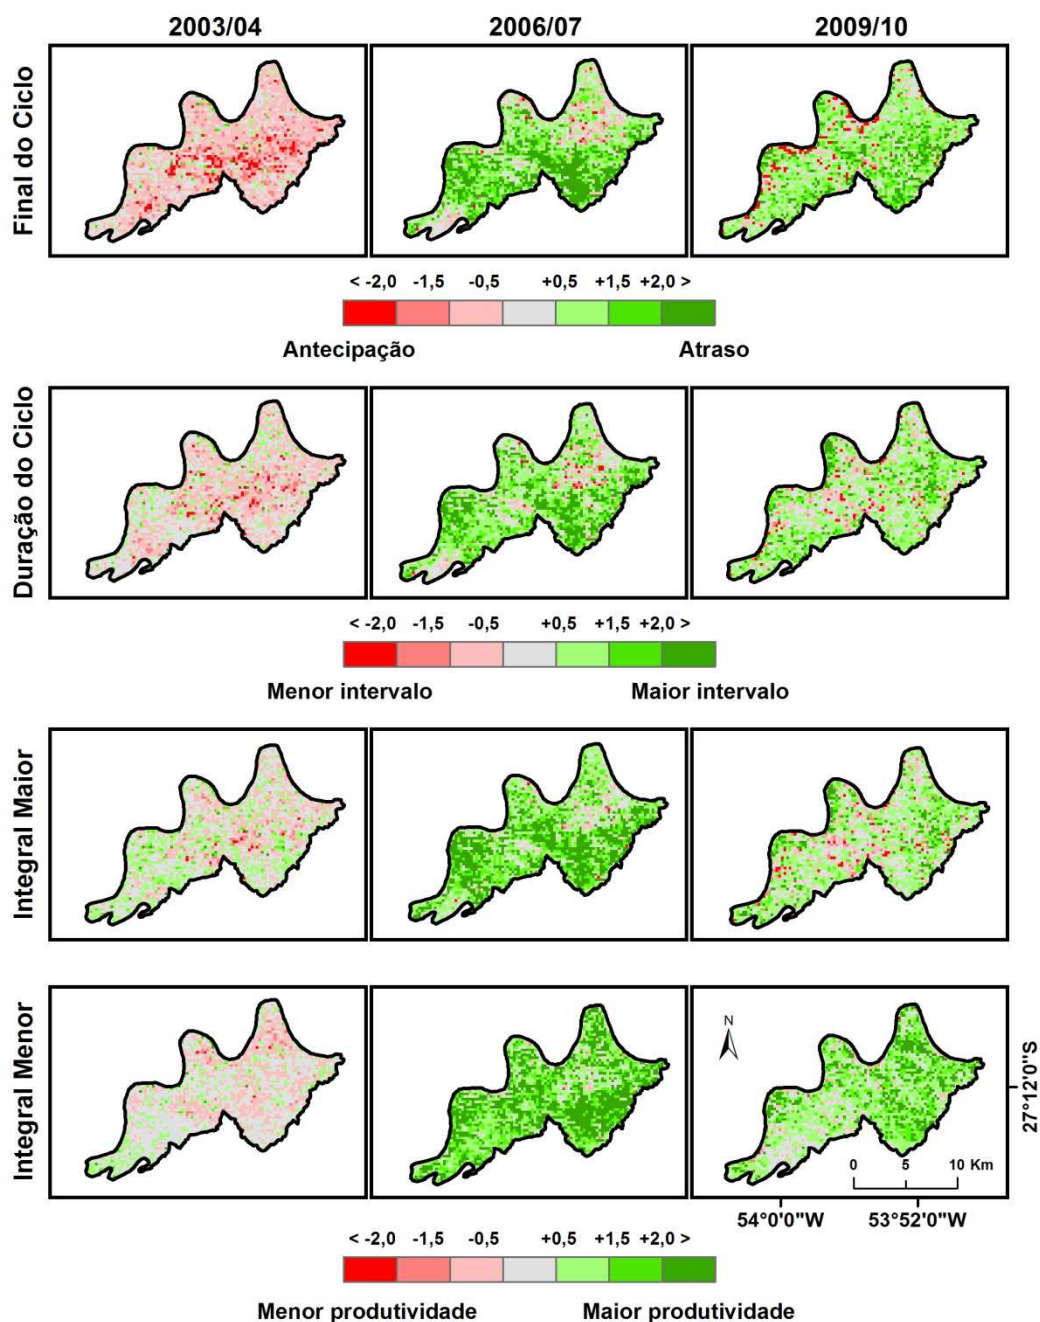 2003/04 2006/07 2009/10
Final do Ciclo
< -2,0 -1,5 -0,5 +0,5 +1,5 +2,0 >
Antecipação Atraso
Duração do Ciclo
< -2,0 -1,5 -0,5 +0,5 +1,5 +2,0 >
Menor intervalo Maior intervalo
Integral Maior
Integral Menor
N
27°12'0"S
0 5 10 Km
54°0'0"W 53°52'0"W
< -2,0 -1,5 -0,5 +0,5 +1,5 +2,0 >
Menor produtividade Maior produtividade